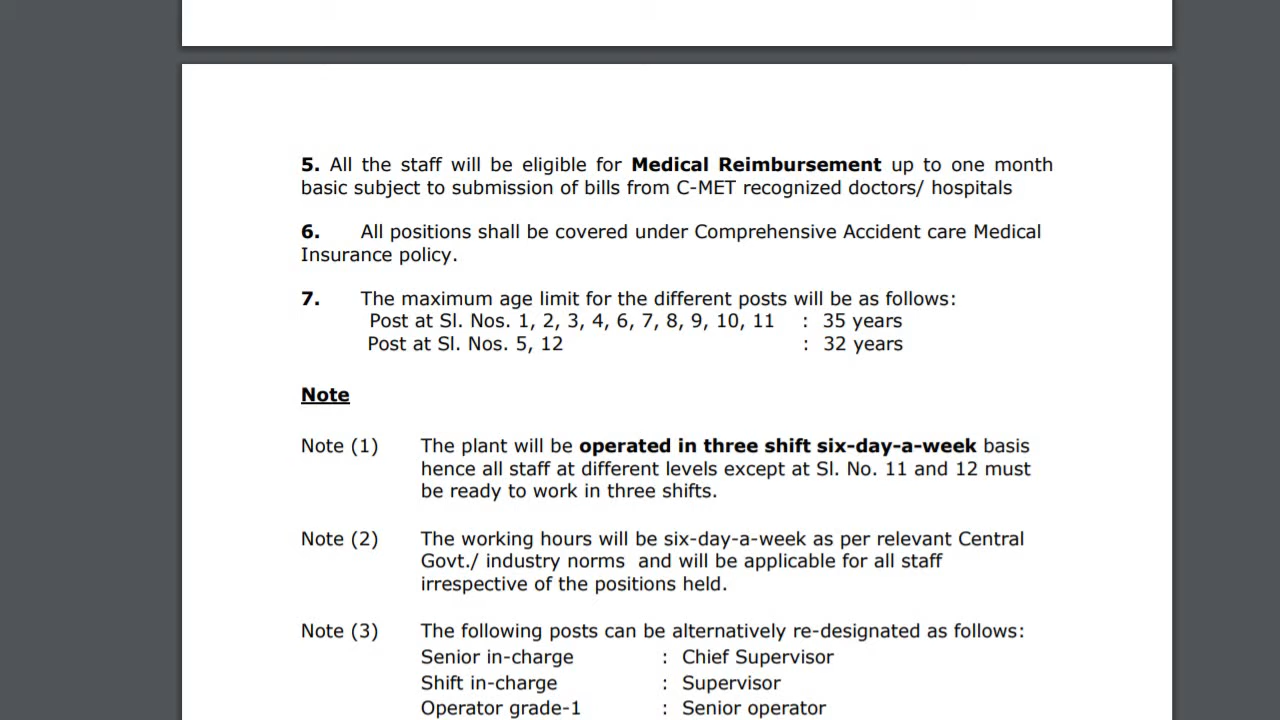 5. All the staff will be eligible for Medical Reimbursement up to one month
basic subject to submission of bills from C-MET recognized doctors/ hospitals
6. All positions shall be covered under Comprehensive Accident care Medical
Insurance policy.
7. The maximum age limit for the different posts will be as follows:
Post at Sl. Nos. 1, 2, 3, 4, 6, 7, 8, 9, 10, 11 : 35 years
Post at Sl. Nos. 5, 12 : 32 years
Note
Note (1) The plant will be operated in three shift six-day-a-week basis
hence all staff at different levels except at Sl. No. 11 and 12 must
be ready to work in three shifts.
Note (2) The working hours will be six-day-a-week as per relevant Central
Govt./ industry norms and will be applicable for all staff
irrespective of the positions held.
Note (3) The following posts can be alternatively re-designated as follows:
Senior in-charge : Chief Supervisor
Shift in-charge : Supervisor
Operator grade-1 : Senior operator